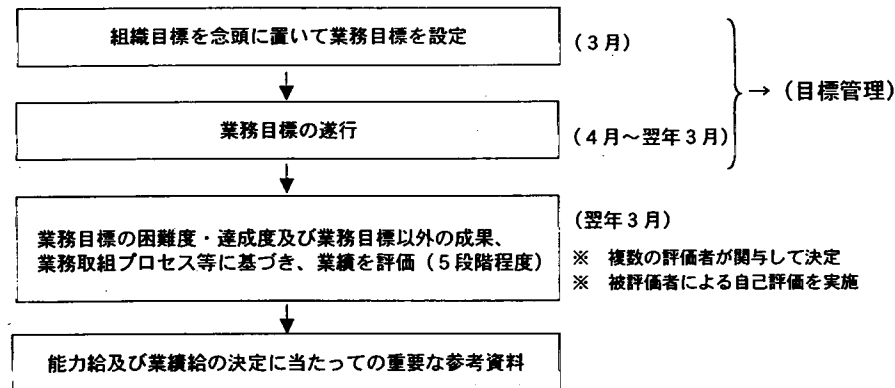 組織目標を念頭に置いて業務目標を設定
(3月)
→ (目標管理)
業務目標の遂行
(4月~翌年3月)
業務目標の困難度・達成度及び業務目標以外の成果、
業務取組プロセス等に基づき、業績を評価(5段階程度)
(翌年3月)
※ 複数の評価者が関与して決定
※ 被評価者による自己評価を実施
能力給及び業績給の決定に当たっての重要な参考資料